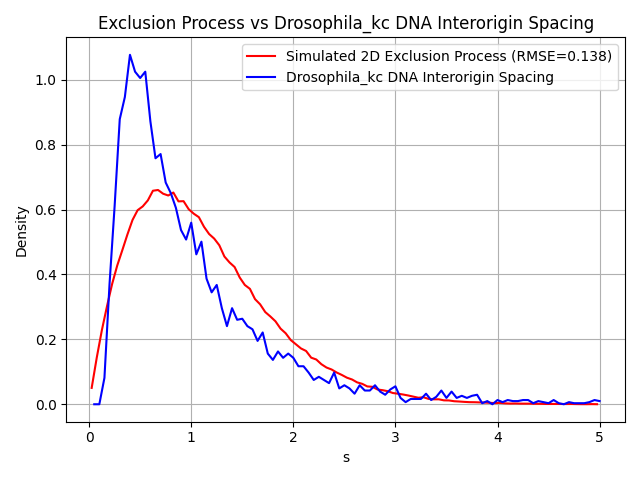 Exclusion Process vs Drosophila_kc DNA Interorigin Spacing
Simulated 2D Exclusion Process (RMSE=0.138)
Drosophila_kc DNA Interorigin Spacing
Density
1.0
0.8
0.6
0.4
0.2
0.0
0 1 2 3 4 5
s